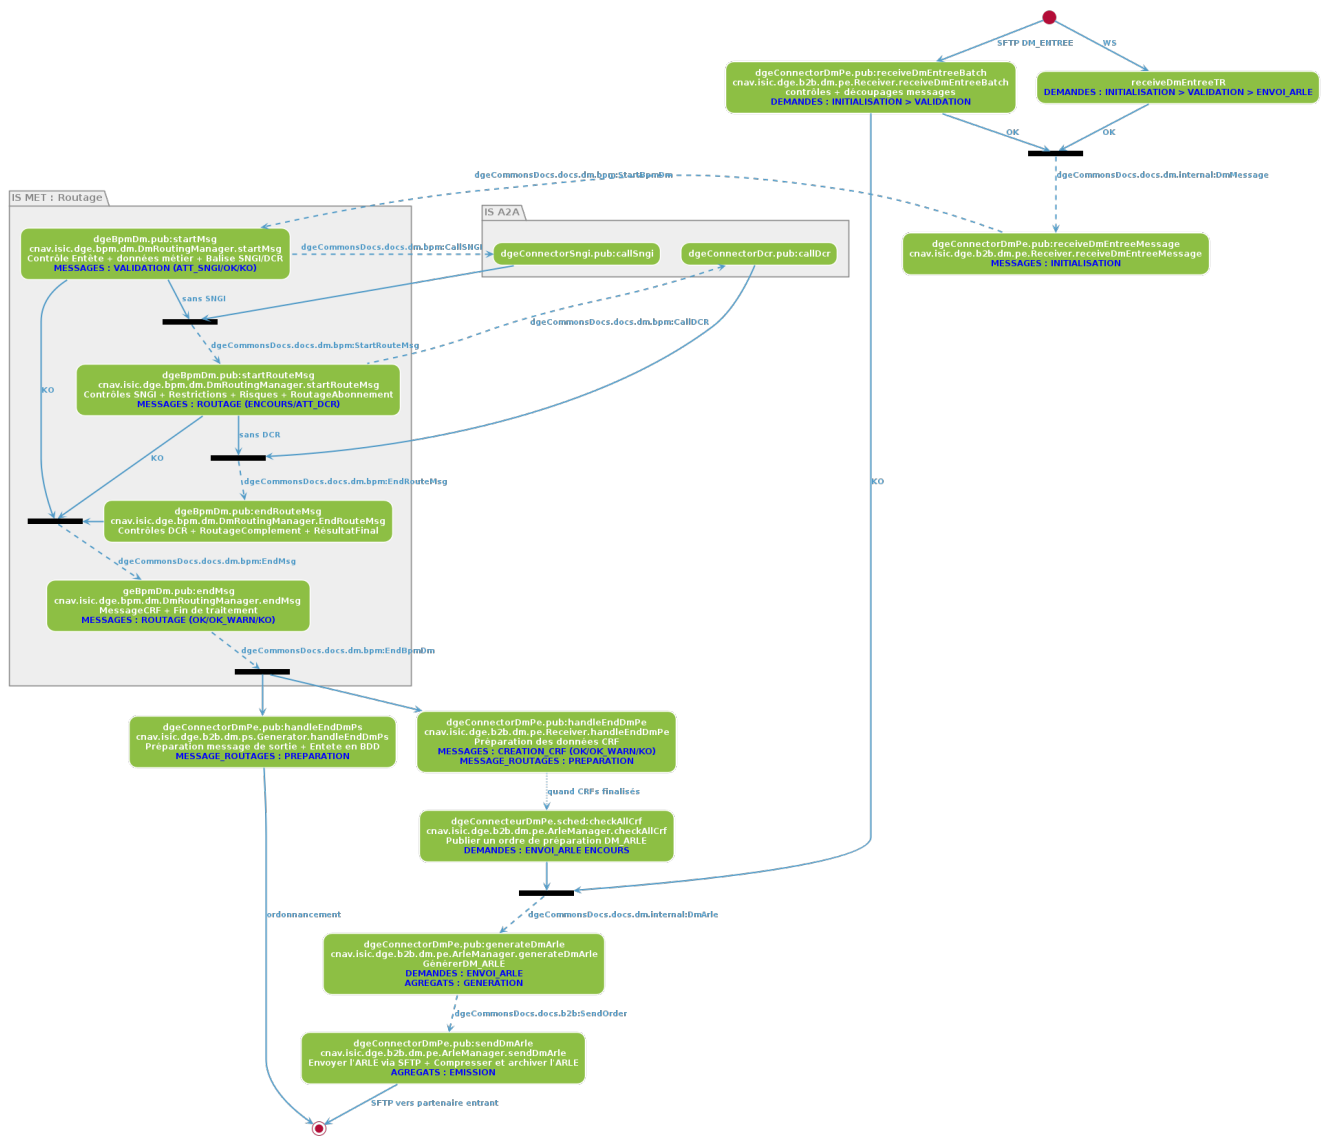 SFTP DM_ENTREE
WS
dgeConnectorDmPe.pub:receiveDmEntreeBatch
cnav.isic.dge.b2b.dm.pe.Receiver.receiveDmEntreeBatch
contrôles + découpages messages
DEMANDES : INITIALISATION > VALIDATION
receiveDmEntreeTR
DEMANDES : INITIALISATION > VALIDATION > ENVOI_ARLE
OK
OK
dgeCommonsDocs.docs.dm.bpm:StartBpmDm
dgeCommonsDocs.docs.dm.internal:DmMessage
IS MET : Routage
IS A2A
dgeBpmDm.pub:startMsg
cnav.isic.dge.bpm.dm.DmRoutingManager.startMsg
Contrôle Entête + données métier + Balise SNGI/DCR
MESSAGES : VALIDATION (ATT_SNGI/OK/KO)
dgeCommonsDocs.docs.dm.bpm:CallSNGI
dgeConnectorSngi.pub:callSngi
dgeConnectorDcr.pub:callDcr
dgeConnectorDmPe.pub:receiveDmEntreeMessage
cnav.isic.dge.b2b.dm.pe.Receiver.receiveDmEntreeMessage
MESSAGES : INITIALISATION
sans SNGI
dgeCommonsDocs.docs.dm.bpm:CallDCR
dgeCommonsDocs.docs.dm.bpm:StartRouteMsg
dgeBpmDm.pub:startRouteMsg
cnav.isic.dge.bpm.dm.DmRoutingManager.startRouteMsg
Contrôles SNGI + Restrictions + Risques + RoutageAbonnement
MESSAGES : ROUTAGE (ENCOURS/ATT_DCR)
KO
sans DCR
KO
dgeCommonsDocs.docs.dm.bpm:EndRouteMsg
KO
dgeBpmDm.pub:endRouteMsg
cnav.isic.dge.bpm.dm.DmRoutingManager.EndRouteMsg
Contrôles DCR + RoutageComplement + RésultatFinal
dgeCommonsDocs.docs.dm.bpm:EndMsg
geBpmDm.pub:endMsg
cnav.isic.dge.bpm.dm.DmRoutingManager.endMsg
MessageCRF + Fin de traitement
MESSAGES : ROUTAGE (OK/OK_WARN/KO)
dgeCommonsDocs.docs.dm.bpm:EndBpmDm
dgeConnectorDmPe.pub:handleEndDmPs
cnav.isic.dge.b2b.dm.ps.Generator.handleEndDmPs
Préparation message de sortie + Entete en BDD
MESSAGE_ROUTAGES : PREPARATION
dgeConnectorDmPe.pub:handleEndDmPe
cnav.isic.dge.b2b.dm.pe.Receiver.handleEndDmPe
Préparation des données CRF
MESSAGES : CREATION_CRF (OK/OK_WARN/KO)
MESSAGE_ROUTAGES : PREPARATION
quand CRFs finalisés
dgeConnecteurDmPe.sched:checkAllCrf
cnav.isic.dge.b2b.dm.pe.ArleManager.checkAllCrf
Publier un ordre de préparation DM_ARLE
DEMANDES : ENVOI_ARLE ENCOURS
ordonnancement
dgeCommonsDocs.docs.dm.internal:DmArle
dgeConnectorDmPe.pub:generateDmArle
cnav.isic.dge.b2b.dm.pe.ArleManager.generateDmArle
GénérerDM_ARLE
DEMANDES : ENVOI_ARLE
AGREGATS : GENERATION
dgeCommonsDocs.docs.b2b:SendOrder
dgeConnectorDmPe.pub:sendDmArle
cnav.isic.dge.b2b.dm.pe.ArleManager.sendDmArle
Envoyer l'ARLE via SFTP + Compresser et archiver l'ARLE
AGREGATS : EMISSION
SFTP vers partenaire entrant